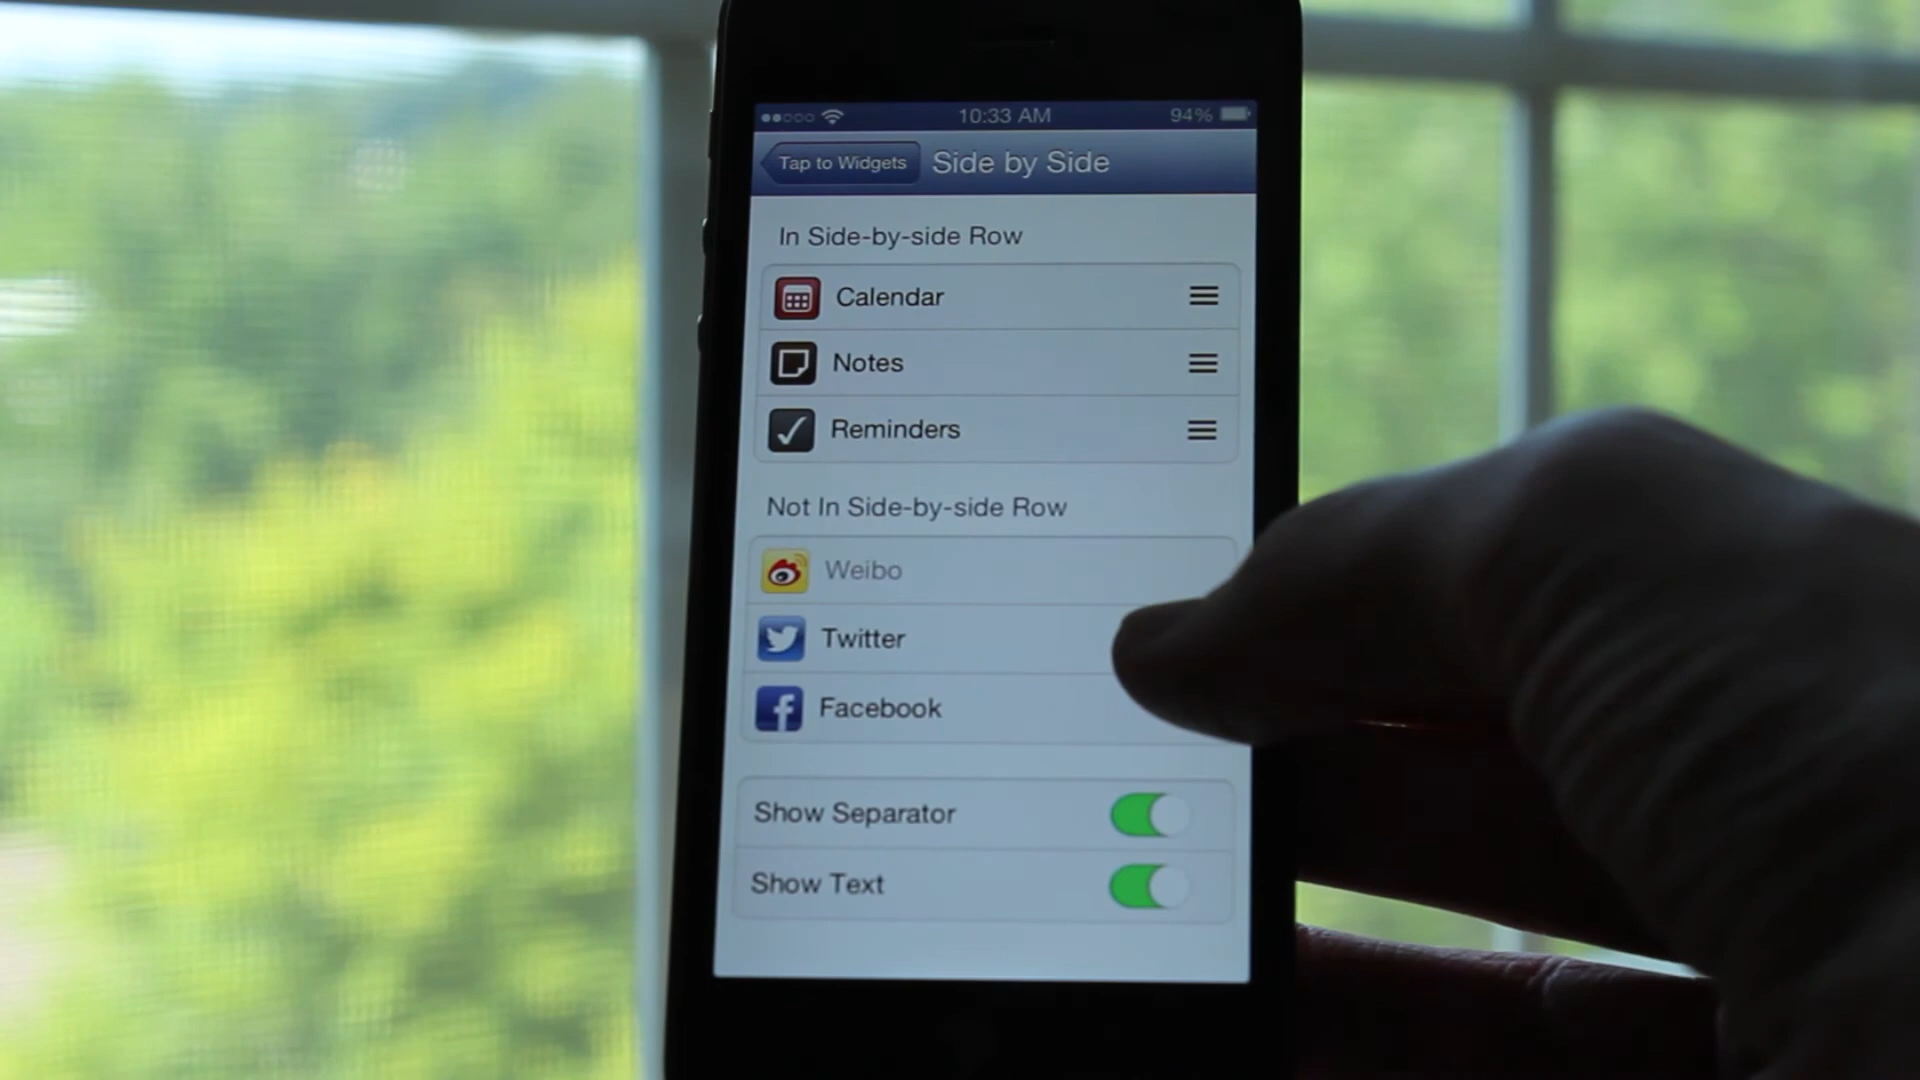 10:33 AM
94%
Tap to Widgets
Side by Side
In Side-by-side Row
Calendar
Notes
Reminders
Not In Side-by-side Row
Weibo
Twitter
Facebook
Show Separator
Show Text